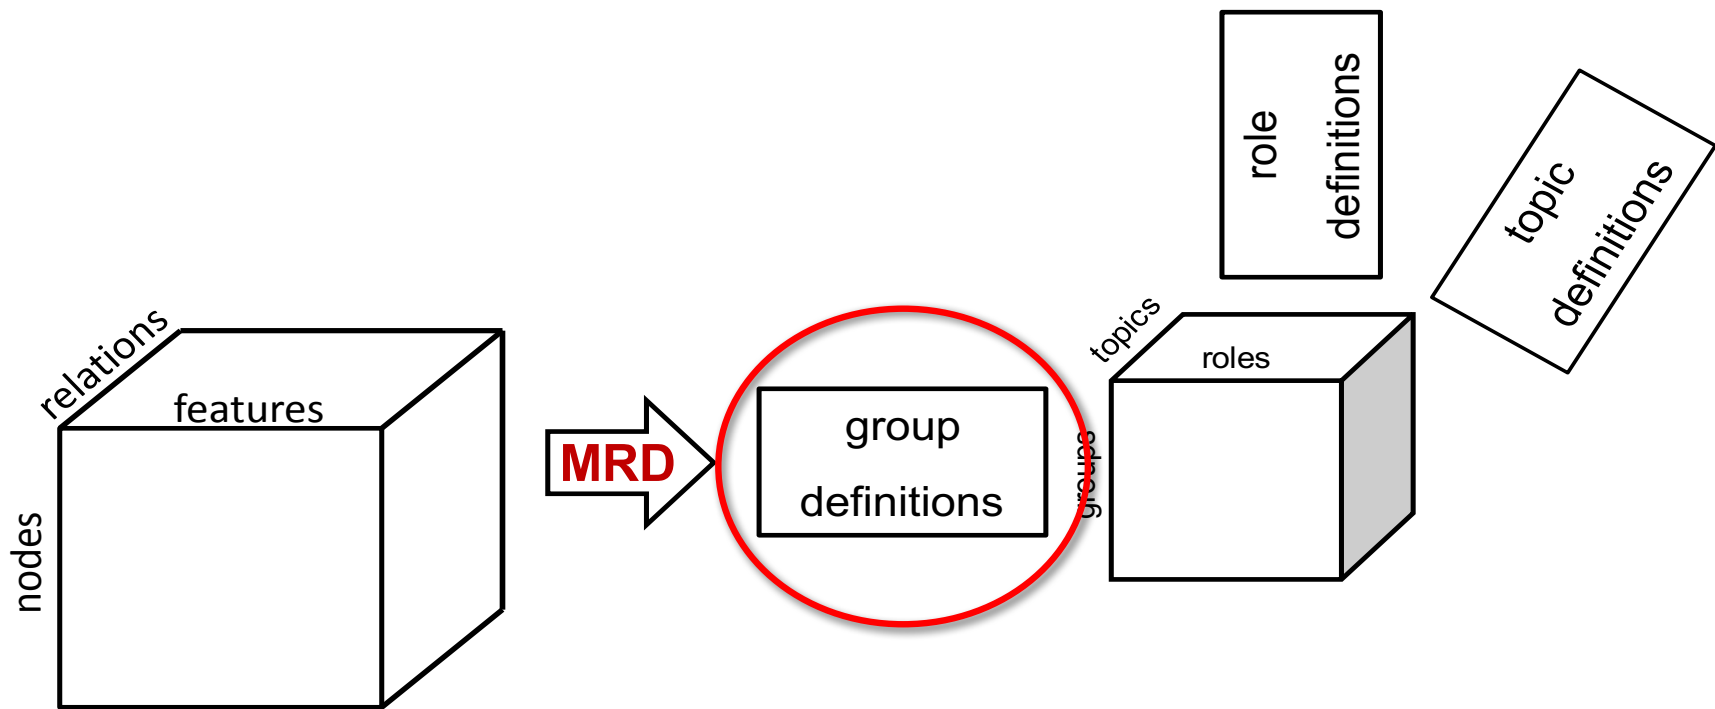 relations
features
nodes
MRD
group
definitions
groups
topics
roles
role
definitions
topic
definitions